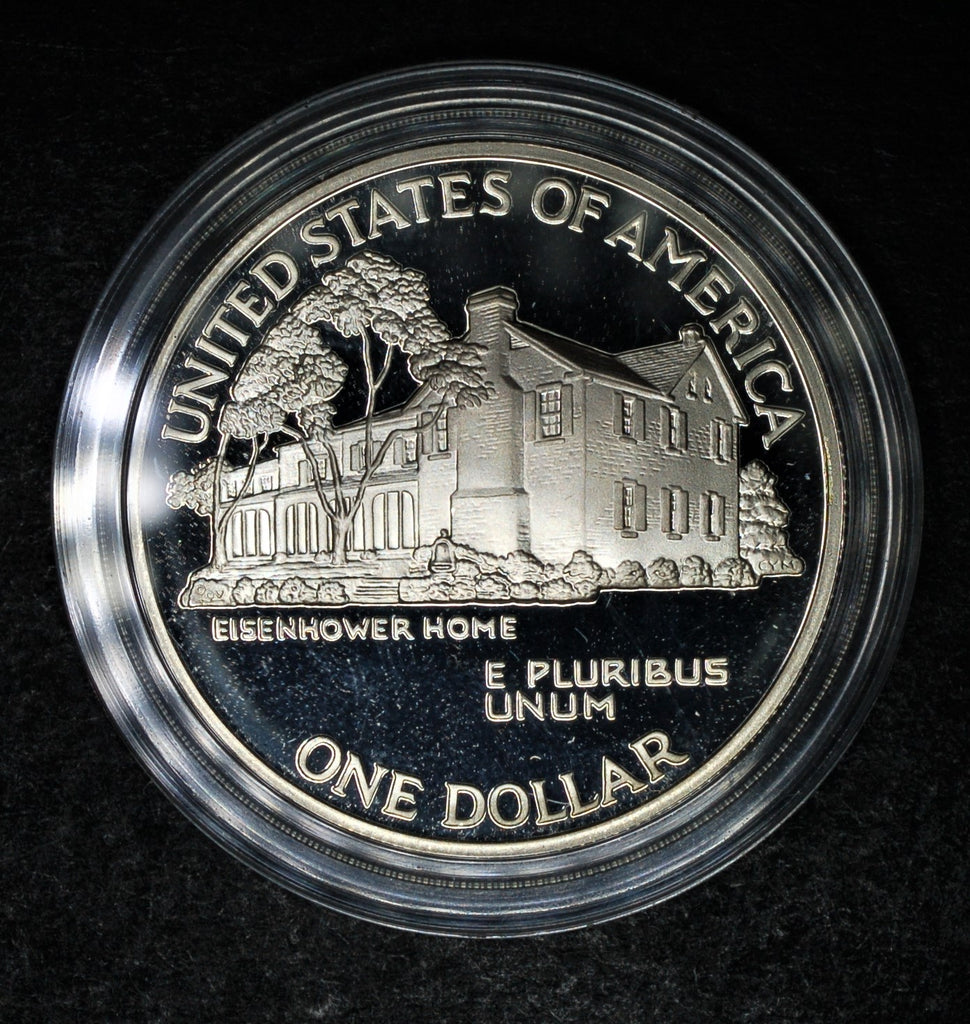 UNITED STATES OF AMERICA
EISENHOWER HOME
E PLURIBUS
UNUM
ONE DOLLAR